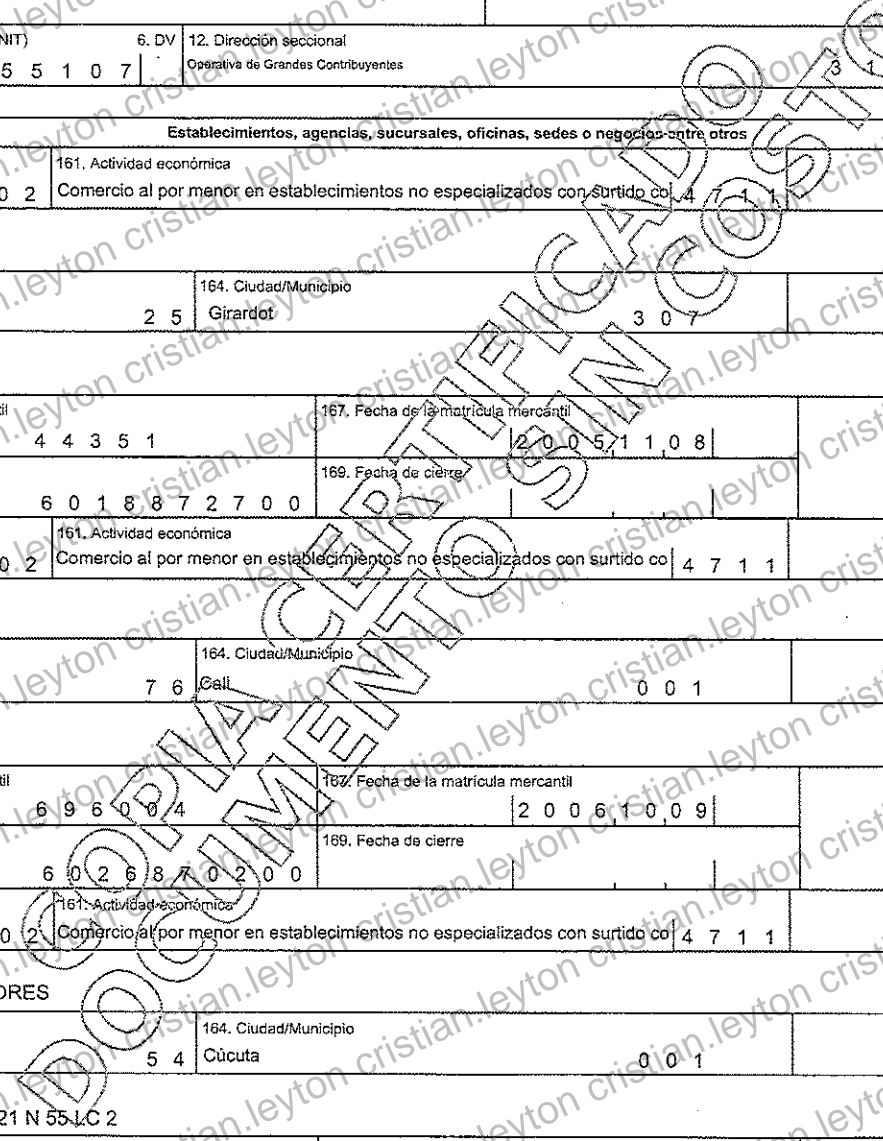 NIT) 6. DV 12. Dirección seccional
5 5 1 0 7 Operativa de Grandes Contribuyentes 3 1
Establecimientos, agencias, sucursales, oficinas, sedes o negocios entre otros
161. Actividad económica
0 2 Comercio al por menor en establecimientos no especializados con surtido co 4 7 1 1
164. Ciudad/Municipio
2 5 Girardot 3 0 7
til 167. Fecha de la matrícula mercantil
4 4 3 5 1 2 0 0 5 1 1 0 8
169. Fecha de cierre
6 0 1 8 8 7 2 7 0 0
161. Actividad económica
0 2 Comercio al por menor en establecimientos no especializados con surtido co 4 7 1 1
164. Ciudad/Municipio
7 6 Cali 0 0 1
til 167. Fecha de la matrícula mercantil
6 9 6 0 0 4 2 0 0 6 1 0 0 9
169. Fecha de cierre
6 0 2 6 8 7 0 2 0 0
161. Actividad económica
0 2 Comercio al por menor en establecimientos no especializados con surtido co 4 7 1 1
ORES
164. Ciudad/Municipio
5 4 Cúcuta 0 0 1
21 N 55 LC 2
COPIA CERTIFICADO
DOCUMENTO SIN COSTO
cristian.leyton cristian.leyton cristian.leyton